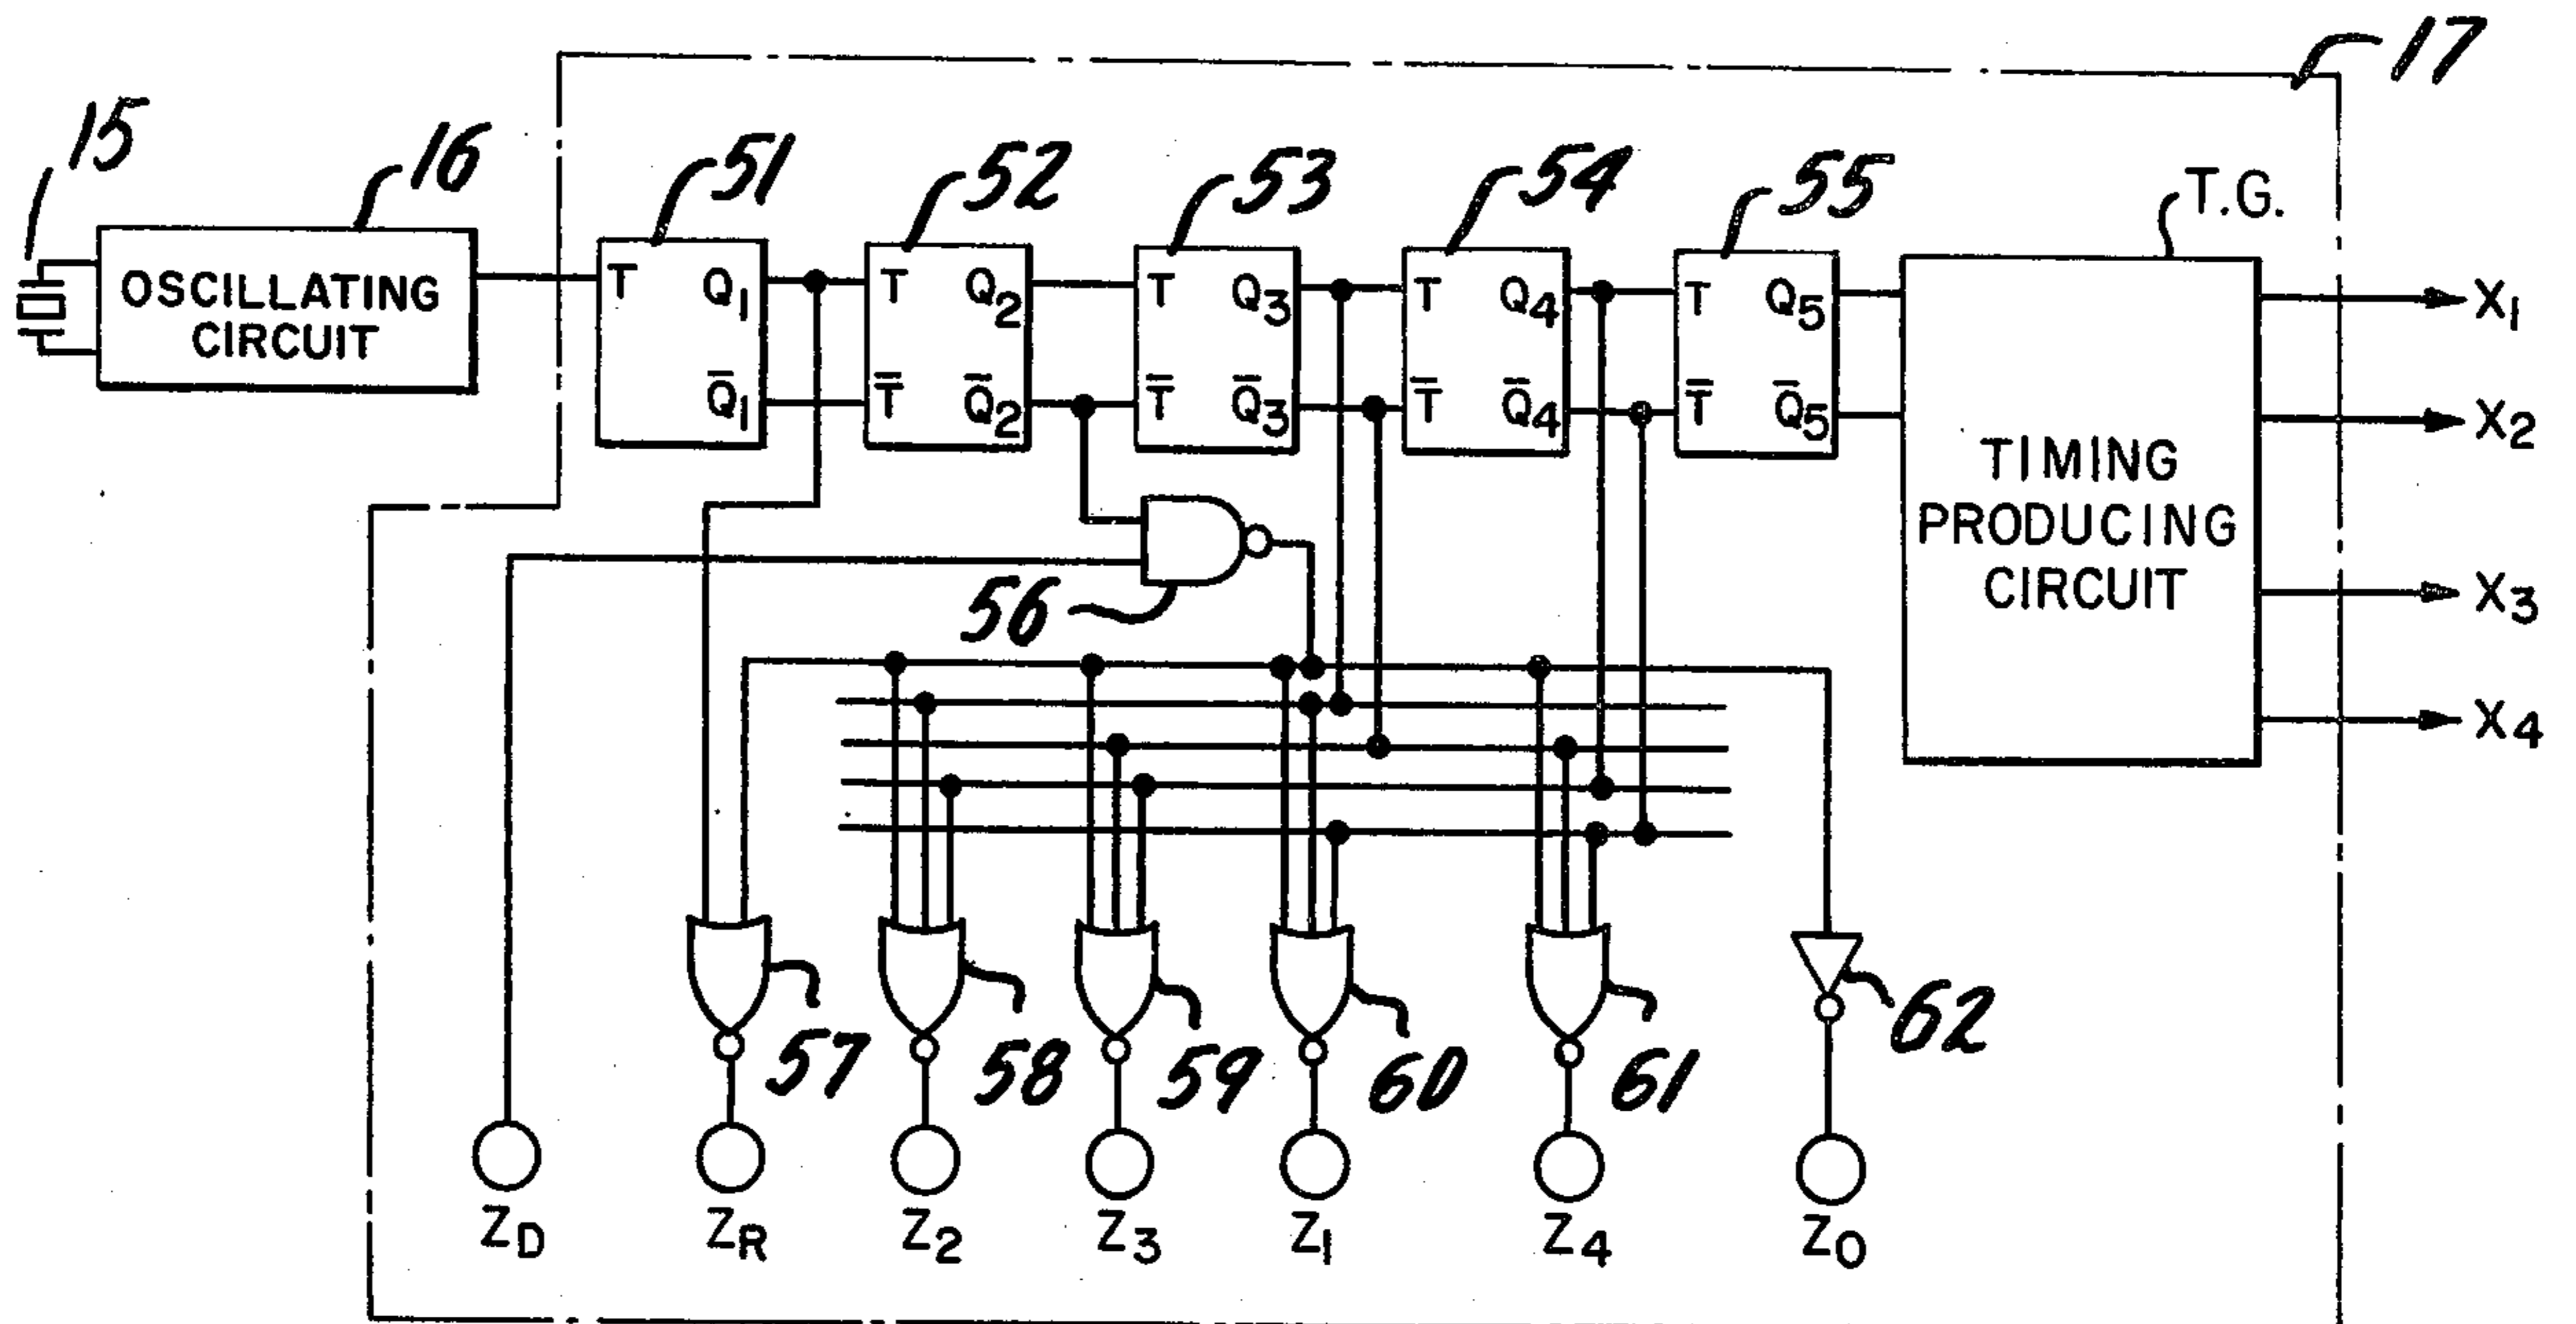 17
15
16
51
52
53
54
55
T.G.
OSCILLATING
CIRCUIT
T Q1
Q̅1
T Q2
T̅ Q̅2
T Q3
T̅ Q̅3
T Q4
T̅ Q̅4
T Q5
T̅ Q̅5
TIMING
PRODUCING
CIRCUIT
X1
X2
X3
X4
56
57
58
59
60
61
62
ZD
ZR
Z2
Z3
Z1
Z4
ZO